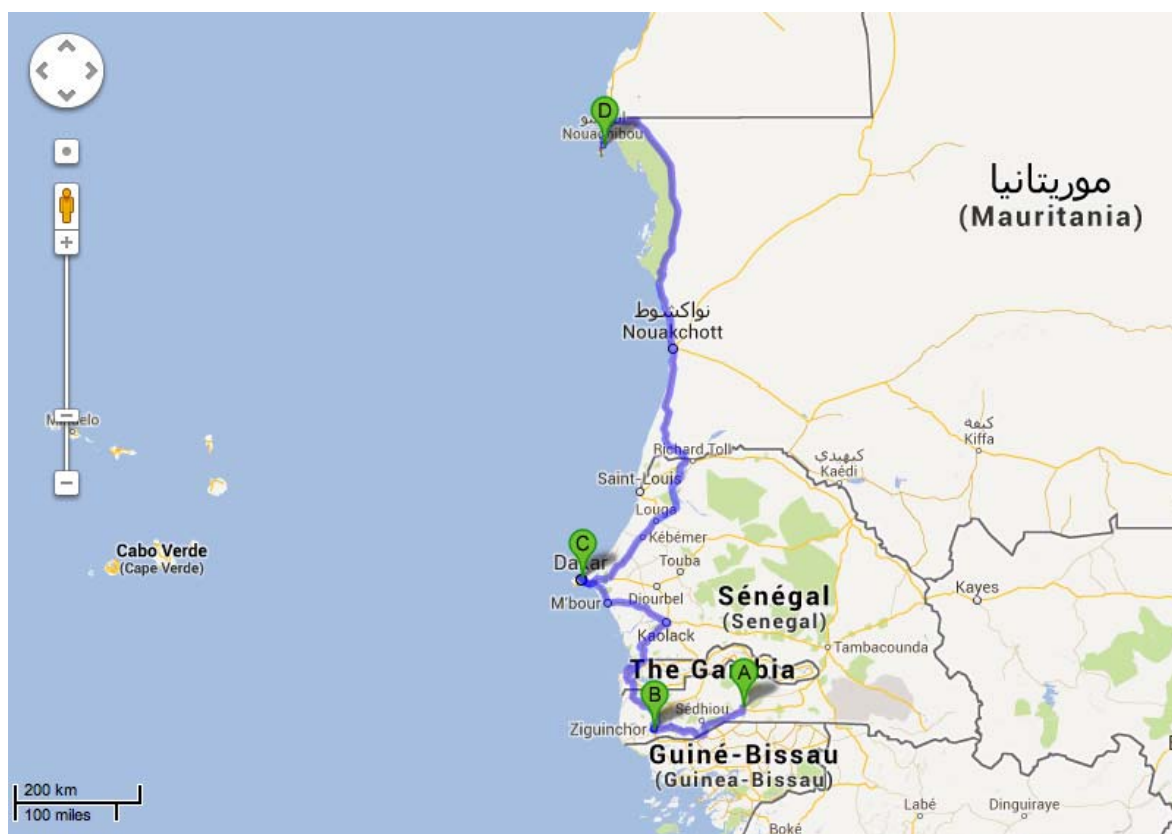 D
Nouadhibou
موريتانيا
(Mauritania)
نواكشوط
Nouakchott
كيفه
Kiffa
Richard Toll
كيهيدي
Kaédi
Saint-Louis
Louga
Kébémer
C
Dakar
Touba
Cabo Verde
(Cape Verde)
M'bour
Diourbel
Sénégal
(Senegal)
Kayes
Kaolack
Tambacounda
The Gambia
A
B
Sédhiou
Ziguinchor
Guiné-Bissau
(Guinea-Bissau)
200 km
100 miles
Labé
Dinguiraye
Boké